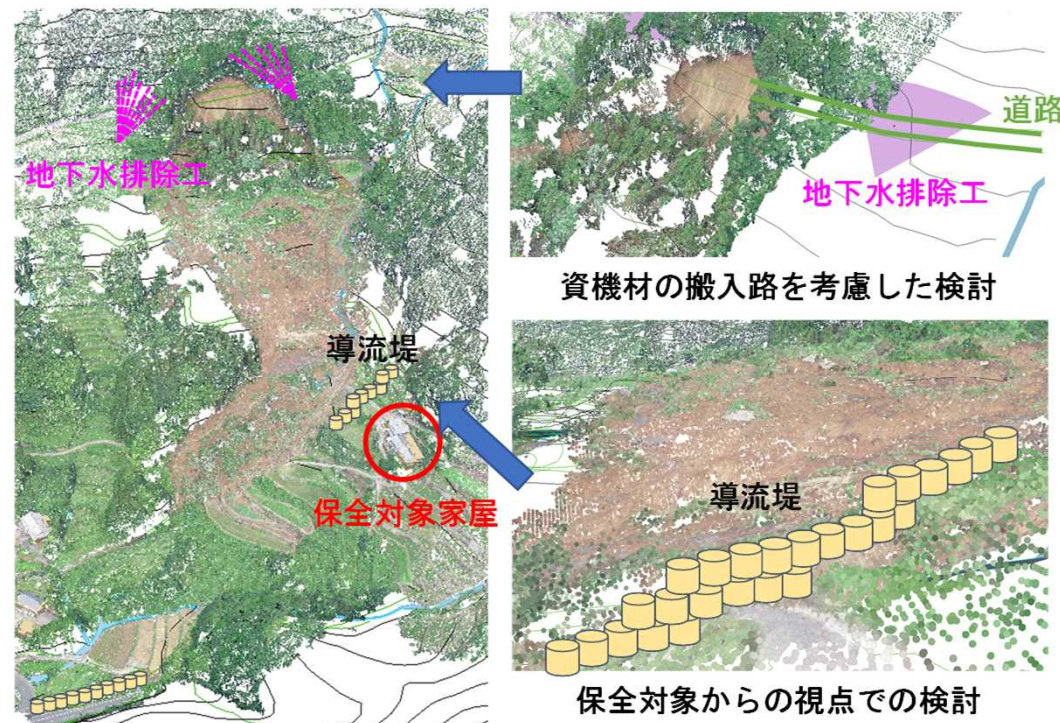 地下水排除工
導流堤
保全対象家屋
道路
地下水排除工
資機材の搬入路を考慮した検討
導流堤
保全対象からの視点での検討